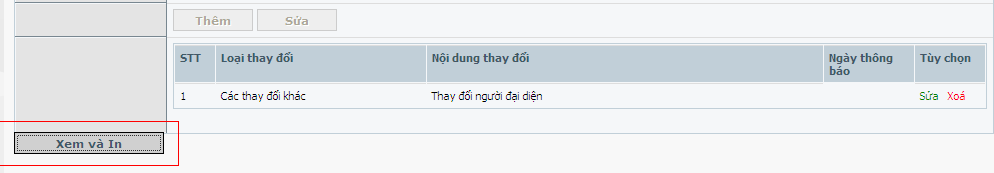 Thêm Sửa
STT Loại thay đổi Nội dung thay đổi Ngày thông báo Tùy chọn
1 Các thay đổi khác Thay đổi người đại diện Sửa Xoá
Xem và In